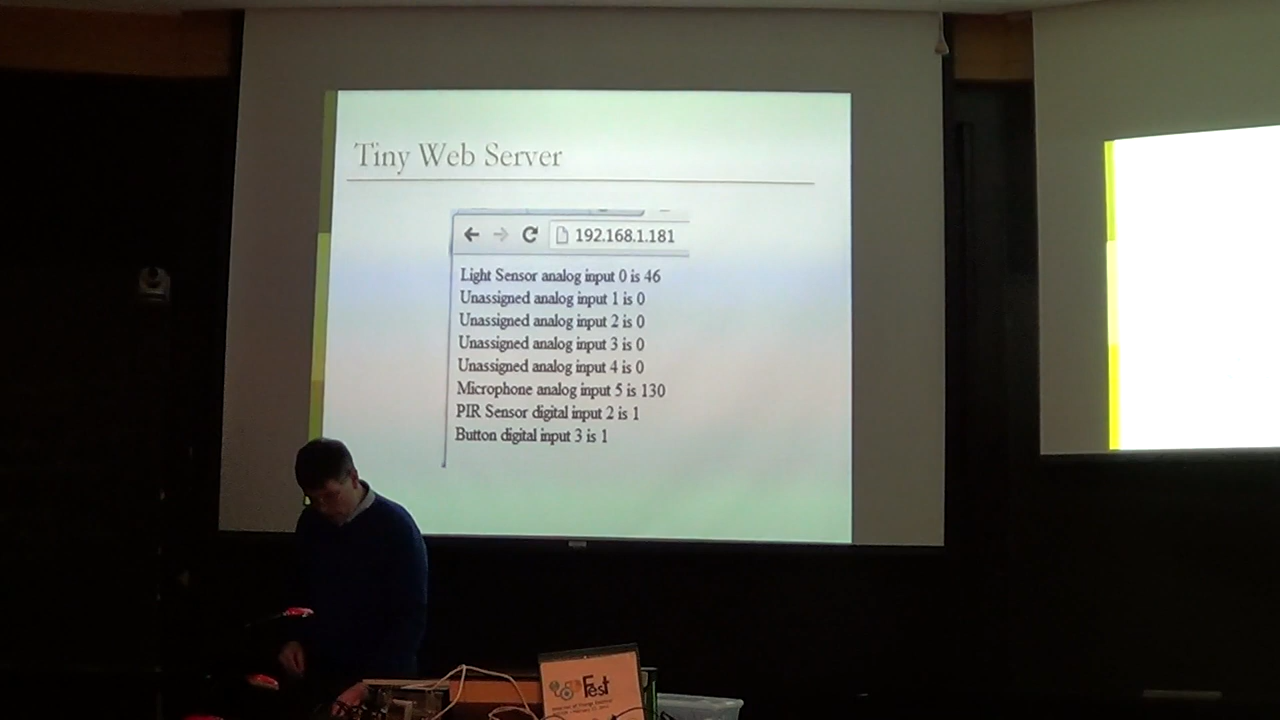 Tiny Web Server
192.168.1.181
Light Sensor analog input 0 is 46
Unassigned analog input 1 is 0
Unassigned analog input 2 is 0
Unassigned analog input 3 is 0
Unassigned analog input 4 is 0
Microphone analog input 5 is 130
PIR Sensor digital input 2 is 1
Button digital input 3 is 1
Fest